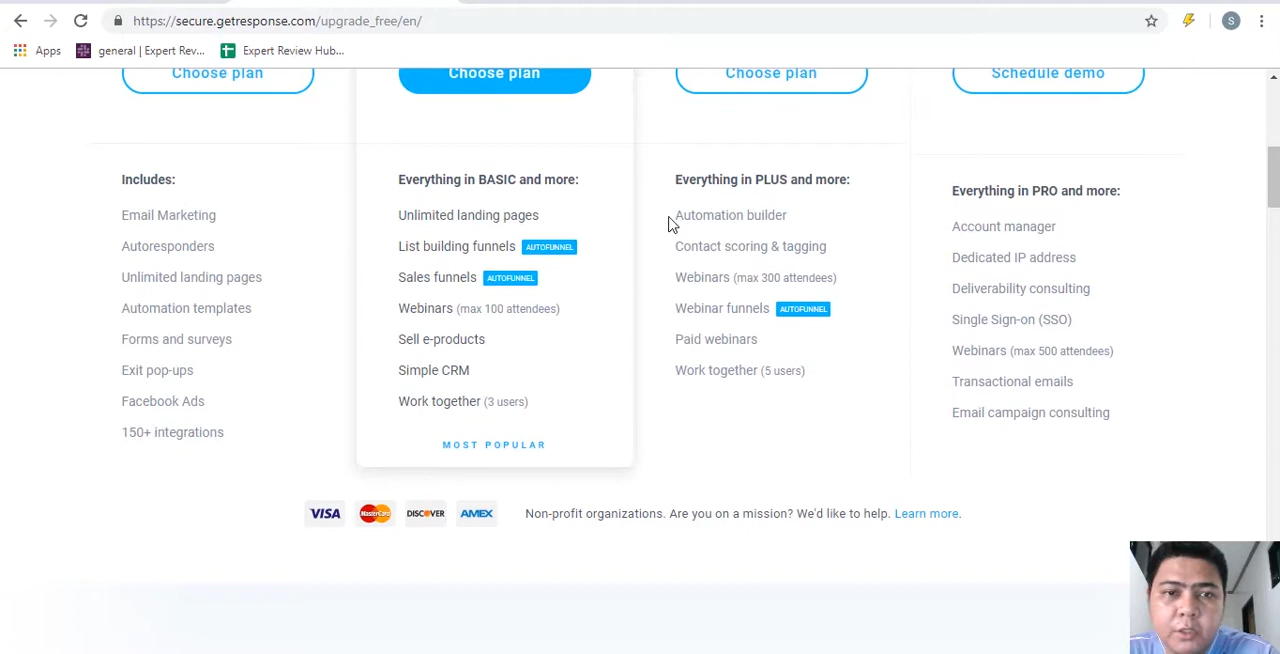 https://secure.getresponse.com/upgrade_free/en/
S
Apps
general | Expert Rev...
Expert Review Hub...
Choose plan
Choose plan
Choose plan
Schedule demo
Includes:
Email Marketing
Autoresponders
Unlimited landing pages
Automation templates
Forms and surveys
Exit pop-ups
Facebook Ads
150+ integrations
Everything in BASIC and more:
Unlimited landing pages
List building funnels AUTOFUNNEL
Sales funnels AUTOFUNNEL
Webinars (max 100 attendees)
Sell e-products
Simple CRM
Work together (3 users)
MOST POPULAR
Everything in PLUS and more:
Automation builder
Contact scoring & tagging
Webinars (max 300 attendees)
Webinar funnels AUTOFUNNEL
Paid webinars
Work together (5 users)
Everything in PRO and more:
Account manager
Dedicated IP address
Deliverability consulting
Single Sign-on (SSO)
Webinars (max 500 attendees)
Transactional emails
Email campaign consulting
VISA MasterCard DISCOVER AMEX Non-profit organizations. Are you on a mission? We'd like to help. Learn more.